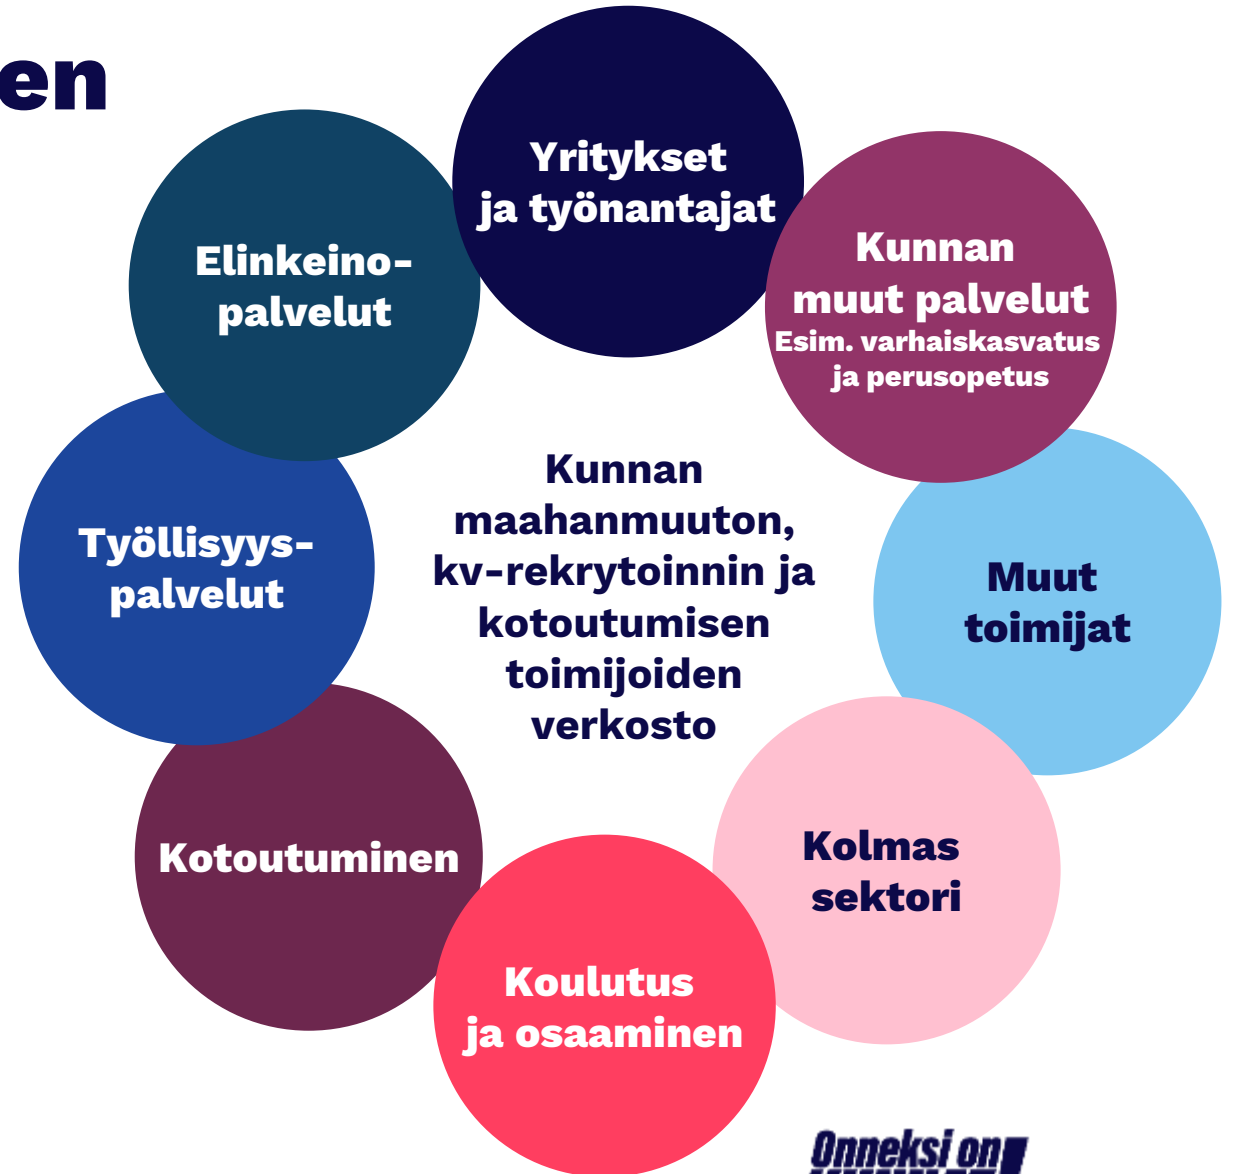 en
Yritykset
ja työnantajat
Kunnan
muut palvelut
Esim. varhaiskasvatus
ja perusopetus
Elinkeino-
palvelut
Kunnan
maahanmuuton,
kv-rekrytoinnin ja
kotoutumisen
toimijoiden
verkosto
Työllisyys-
palvelut
Muut
toimijat
Kotoutuminen
Kolmas
sektori
Koulutus
ja osaaminen
Onneksi on